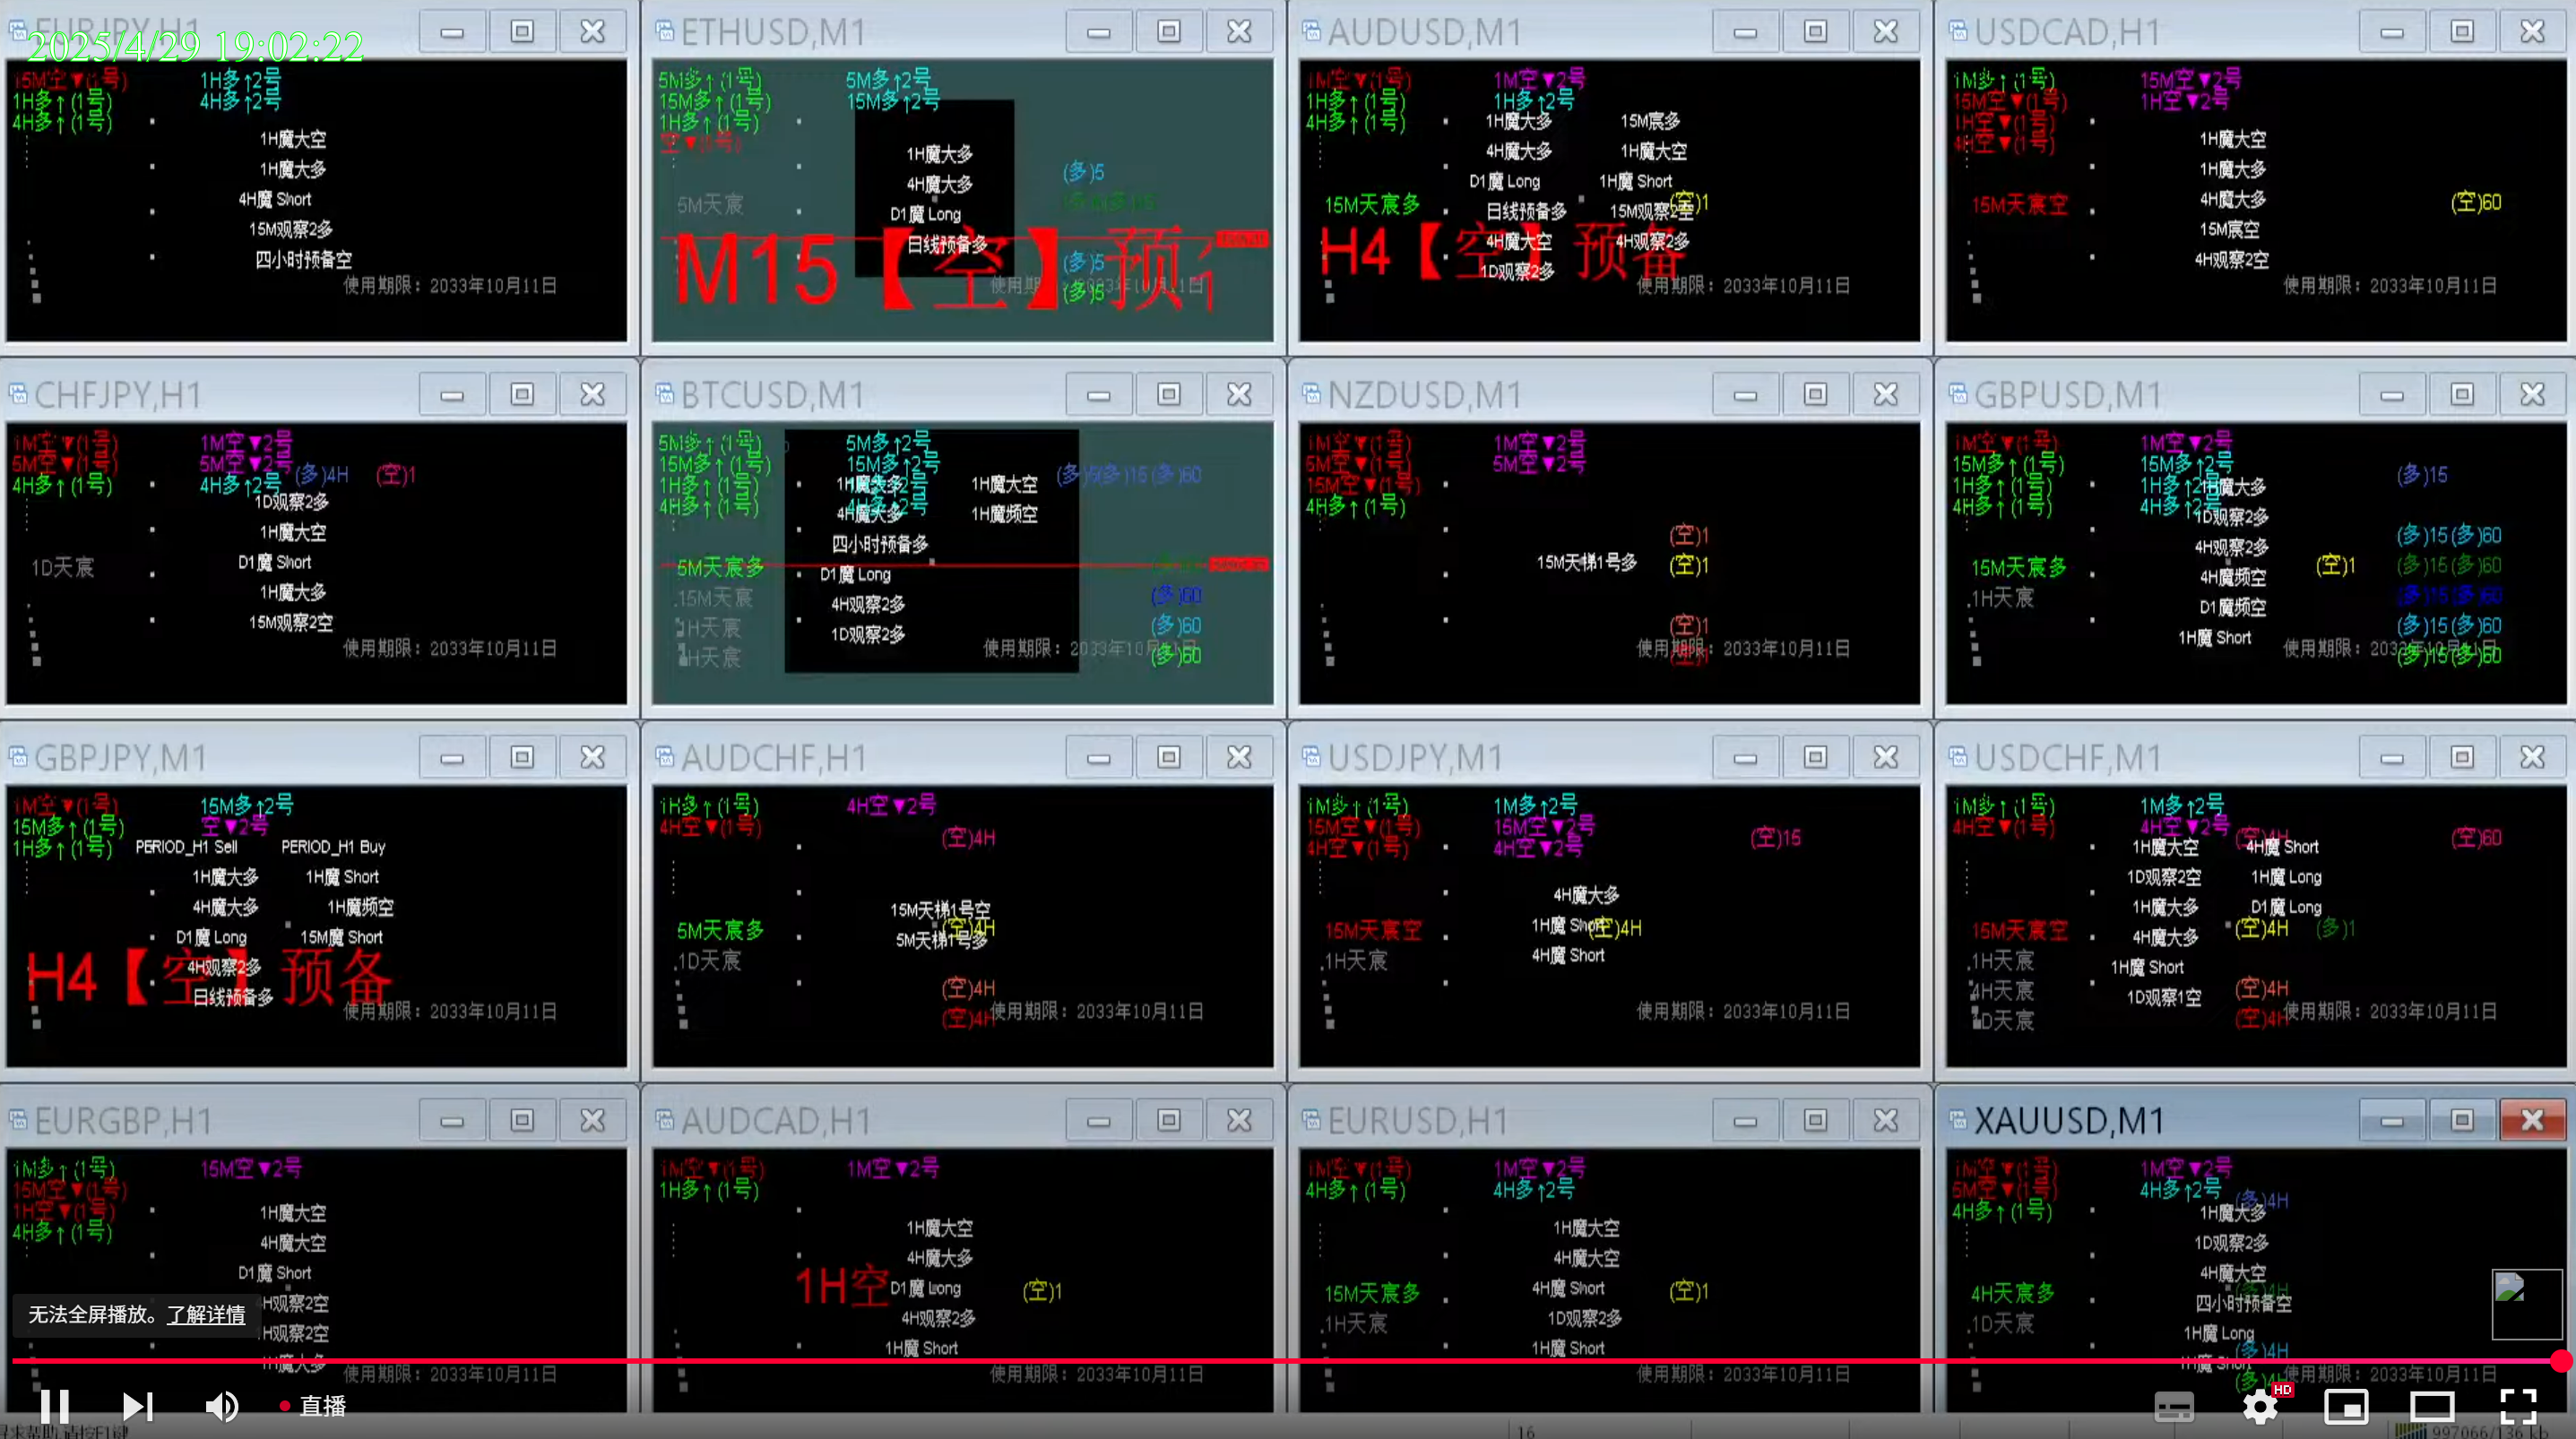 EURJPY,H1
2025/4/29 19:02:22
15M空▼(1号)
1H多↑2号
1H多↑(1号)
4H多↑2号
4H多↑(1号)
1H魔大空
1H魔大多
4H魔 Short
15M观察2多
四小时预备空
使用期限：2033年10月11日
ETHUSD,M1
5M多↑(1号)
5M多↑2号
15M多↑(1号)
15M多↑2号
1H多↑(1号)
空▼(1号)
1H魔大多
(多)5
4H魔大多
5M天宸
D1魔 Long
日线预备多
M15【空】预
(多)5
(多)5
AUDUSD,M1
1M空▼(1号)
1M空▼2号
1H多↑(1号)
1H多↑2号
4H多↑(1号)
1H魔大多
15M宸多
4H魔大多
1H魔大空
D1魔 Long
1H魔 Short
15M天宸多
日线预备多
15M观察2空
(空)1
H4【空】预备
4H魔大空
4H观察2多
1D观察2多
使用期限：2033年10月11日
USDCAD,H1
1M多↑(1号)
15M空▼2号
15M空▼(1号)
1H空▼2号
1H空▼(1号)
4H空▼(1号)
1H魔大空
1H魔大多
4H魔大多
15M天宸空
(空)60
15M宸空
4H观察2空
使用期限：2033年10月11日
CHFJPY,H1
1M空▼(1号)
1M空▼2号
5M空▼(1号)
5M空▼2号
(多)4H
(空)1
4H多↑(1号)
4H多↑2号
1D观察2多
1H魔大空
1D天宸
D1魔 Short
1H魔大多
15M观察2空
使用期限：2033年10月11日
BTCUSD,M1
5M多↑(1号)
5M多↑2号
15M多↑(1号)
15M多↑2号
1H多↑(1号)
1H魔大多
1H魔大空
(多)15
(多)60
4H多↑(1号)
4H魔大多
1H魔频空
四小时预备多
5M天宸多
D1魔 Long
15M天宸
4H观察2多
(多)60
1H天宸
1D观察2多
(多)60
H天宸
(多)60
NZDUSD,M1
1M空▼(1号)
1M空▼2号
5M空▼(1号)
5M空▼2号
15M空▼(1号)
4H多↑(1号)
(空)1
15M天梯1号多
(空)1
(空)1
使用期限：2033年10月11日
GBPUSD,M1
1M空▼(1号)
1M空▼2号
15M多↑(1号)
15M多↑2号
(多)15
1H多↑(1号)
4H多↑(1号)
1D观察2多
4H观察2多
(多)15
(多)60
15M天宸多
(空)1
(多)15
(多)60
4H魔频空
.1H天宸
(多)15
(多)60
D1魔频空
(多)15
(多)60
1H魔 Short
(多)15
(多)60
GBPJPY,M1
1M空▼(1号)
15M多↑2号
15M多↑(1号)
空▼2号
1H多↑(1号)
PERIOD_H1 Sell
PERIOD_H1 Buy
1H魔大多
1H魔 Short
4H魔大多
1H魔频空
D1魔 Long
15M魔 Short
H4【空】预备
4H观察2多
日线预备多
使用期限：2033年10月11日
AUDCHF,H1
1H多↑(1号)
4H空▼2号
4H空▼(1号)
(空)4H
15M天梯1号空
5M天宸多
(空)4H
5M天梯1号多
.1D天宸
(空)4H
(空)4H
使用期限：2033年10月11日
USDJPY,M1
1M多↑(1号)
1M多↑2号
15M空▼(1号)
15M空▼2号
(空)15
4H空▼(1号)
4H空▼2号
4H魔大多
15M天宸空
1H魔 Short
(空)4H
4H魔 Short
.1H天宸
使用期限：2033年10月11日
USDCHF,M1
1M多↑(1号)
1M多↑2号
4H空▼(1号)
4H空▼2号
(空)4H
(空)60
1H魔大空
4H魔 Short
1D观察2空
1H魔 Long
1H魔大多
D1魔 Long
15M天宸空
4H魔大多
(空)4H
(多)1
.1H天宸
1H魔 Short
4H天宸
1D观察1空
(空)4H
D天宸
(空)4H
使用期限：2033年10月11日
EURGBP,H1
1M多↑(1号)
15M空▼2号
15M空▼(1号)
1H空▼(1号)
4H多↑(1号)
1H魔大空
4H魔大空
D1魔 Short
H观察2空
H观察2空
1H魔大多
使用期限：2033年10月11日
AUDCAD,H1
1M空▼(1号)
1M空▼2号
1H多↑(1号)
1H魔大空
4H魔大多
1H空
D1魔 Long
(空)1
4H观察2多
1H魔 Short
使用期限：2033年10月11日
EURUSD,H1
1M空▼(1号)
1M空▼2号
4H多↑(1号)
4H多↑2号
1H魔大空
4H魔大空
15M天宸多
4H魔 Short
(空)1
.1H天宸
1D观察2多
1H魔 Short
使用期限：2033年10月11日
XAUUSD,M1
1M空▼(1号)
1M空▼2号
5M空▼(1号)
4H多↑2号
(多)4H
4H多↑(1号)
1H魔大多
1D观察2多
4H魔大空
4H天宸多
四小时预备空
.1D天宸
1H魔 Long
(多)4H
使用期限：2033年10月11日
无法全屏播放。了解详情
直播
HD
16
997066/136 kb